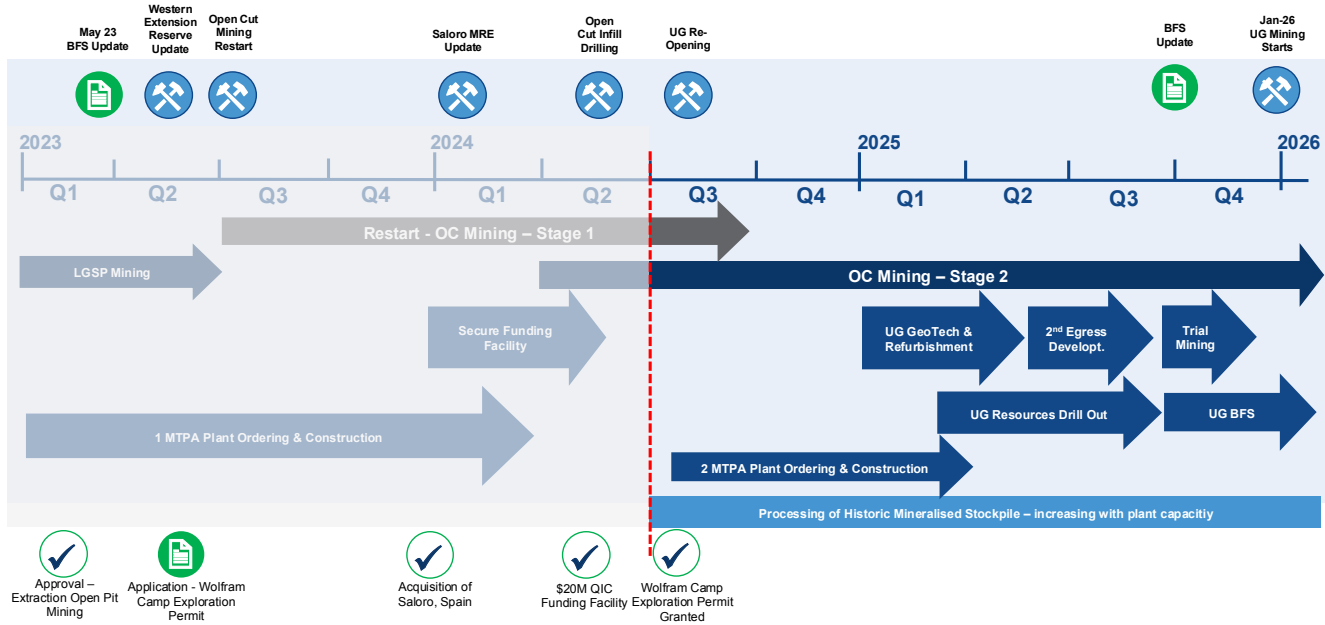 May 23
BFS Update
Western
Extension
Reserve
Update
Open Cut
Mining
Restart
Saloro MRE
Update
Open
Cut Infill
Drilling
UG Re-
Opening
BFS
Update
Jan-26
UG Mining
Starts
2023
2024
2025
2026
Q1
Q2
Q3
Q4
Q1
Q2
Q3
Q4
Q1
Q2
Q3
Q4
Restart - OC Mining – Stage 1
LGSP Mining
OC Mining – Stage 2
Secure Funding
Facility
UG GeoTech &
Refurbishment
2nd Egress
Developt.
Trial
Mining
UG Resources Drill Out
UG BFS
1 MTPA Plant Ordering & Construction
2 MTPA Plant Ordering & Construction
Processing of Historic Mineralised Stockpile – increasing with plant capacitiy
Approval –
Extraction Open Pit
Mining
Application - Wolfram
Camp Exploration
Permit
Acquisition of
Saloro, Spain
$20M QIC
Funding Facility
Wolfram Camp
Exploration Permit
Granted